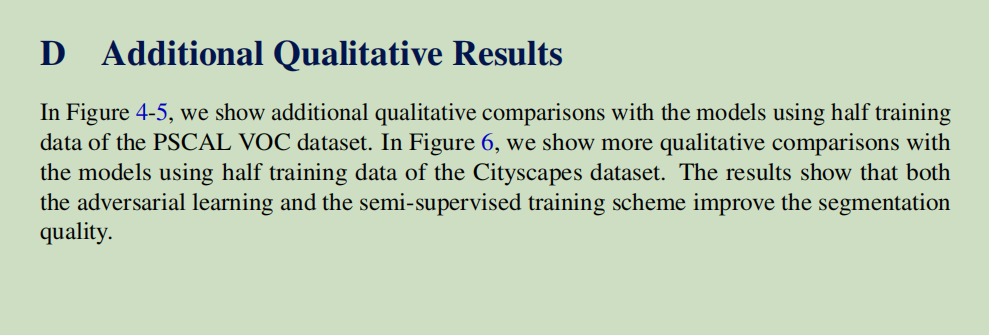 D Additional Qualitative Results
In Figure 4-5, we show additional qualitative comparisons with the models using half training
data of the PSCAL VOC dataset. In Figure 6, we show more qualitative comparisons with
the models using half training data of the Cityscapes dataset. The results show that both
the adversarial learning and the semi-supervised training scheme improve the segmentation
quality.